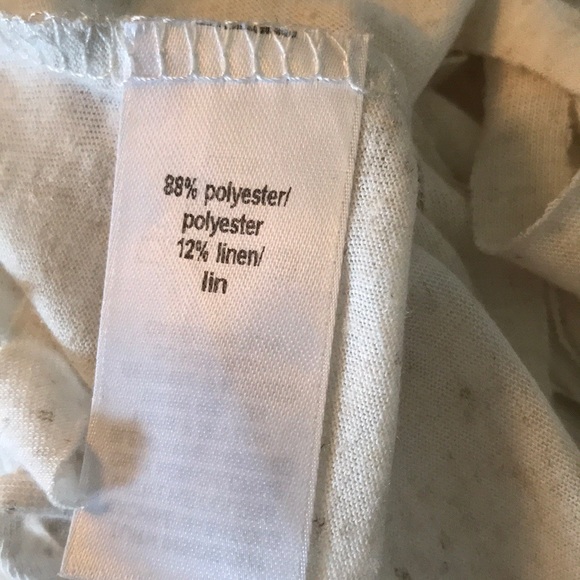 88% polyester/
polyester
12% linen/
lin